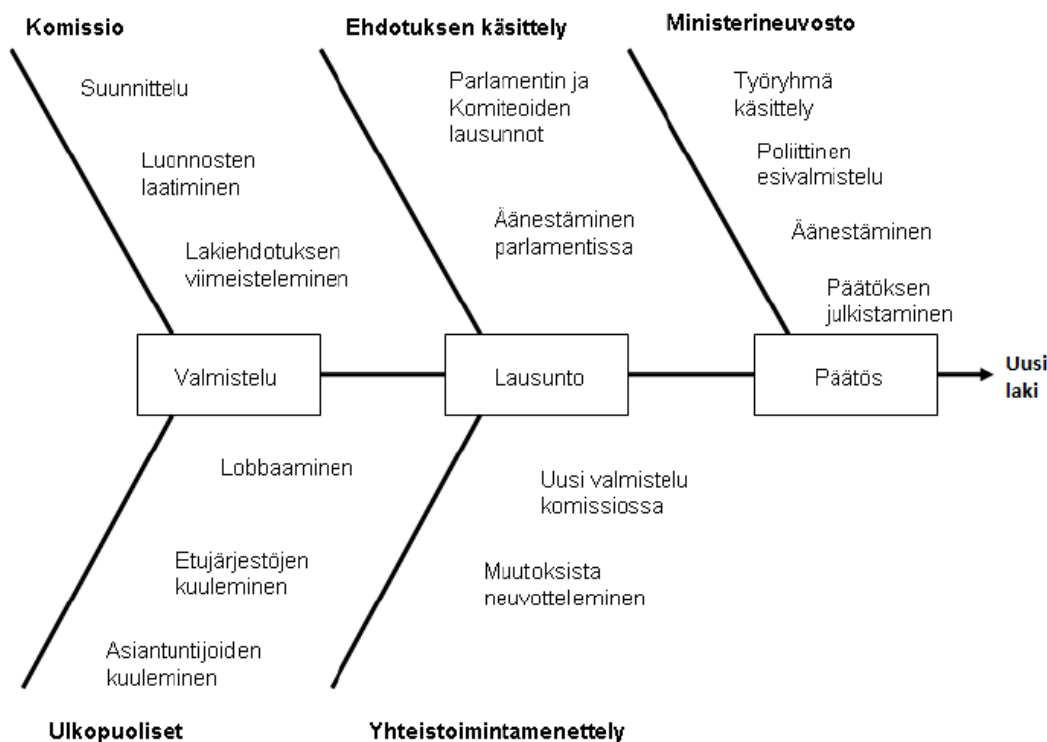 Komissio
Ehdotuksen käsittely
Ministerineuvosto
Suunnittelu
Luonnosten
laatiminen
Lakiehdotuksen
viimeisteleminen
Parlamentin ja
Komiteoiden
lausunnot
Äänestäminen
parlamentissa
Työryhmä
käsittely
Poliittinen
esivalmistelu
Äänestäminen
Päätöksen
julkistaminen
Valmistelu
Lausunto
Päätös
Uusi
laki
Lobbaaminen
Etujärjestöjen
kuuleminen
Asiantuntijoiden
kuuleminen
Uusi valmistelu
komissiossa
Muutoksista
neuvotteleminen
Ulkopuoliset
Yhteistoimintamenettely